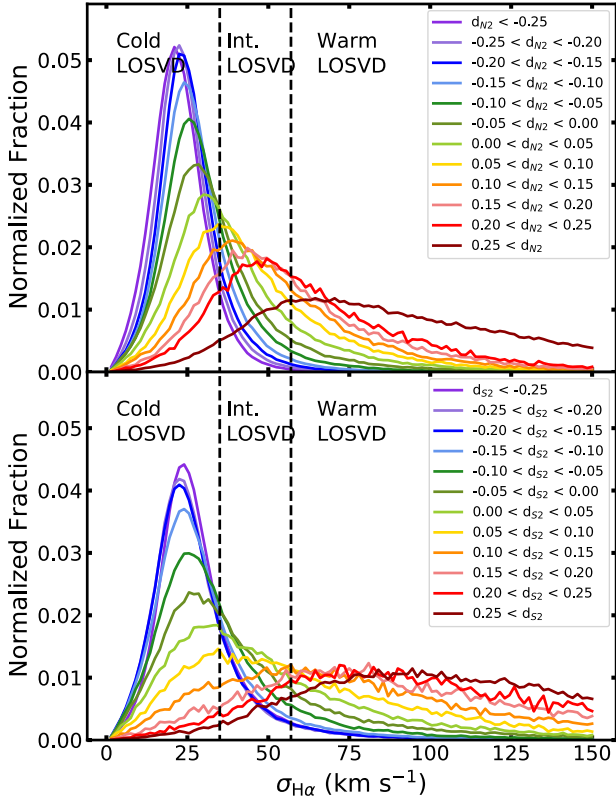 Cold LOSVD
Int. LOSVD
Warm LOSVD
d_N2 < -0.25
-0.25 < d_N2 < -0.20
-0.20 < d_N2 < -0.15
-0.15 < d_N2 < -0.10
-0.10 < d_N2 < -0.05
-0.05 < d_N2 < 0.00
0.00 < d_N2 < 0.05
0.05 < d_N2 < 0.10
0.10 < d_N2 < 0.15
0.15 < d_N2 < 0.20
0.20 < d_N2 < 0.25
0.25 < d_N2
Normalized Fraction
0.05
0.04
0.03
0.02
0.01
0.00
Cold LOSVD
Int. LOSVD
Warm LOSVD
d_S2 < -0.25
-0.25 < d_S2 < -0.20
-0.20 < d_S2 < -0.15
-0.15 < d_S2 < -0.10
-0.10 < d_S2 < -0.05
-0.05 < d_S2 < 0.00
0.00 < d_S2 < 0.05
0.05 < d_S2 < 0.10
0.10 < d_S2 < 0.15
0.15 < d_S2 < 0.20
0.20 < d_S2 < 0.25
0.25 < d_S2
Normalized Fraction
0.05
0.04
0.03
0.02
0.01
0.00
0 25 50 75 100 125 150
σ_Hα (km s⁻¹)